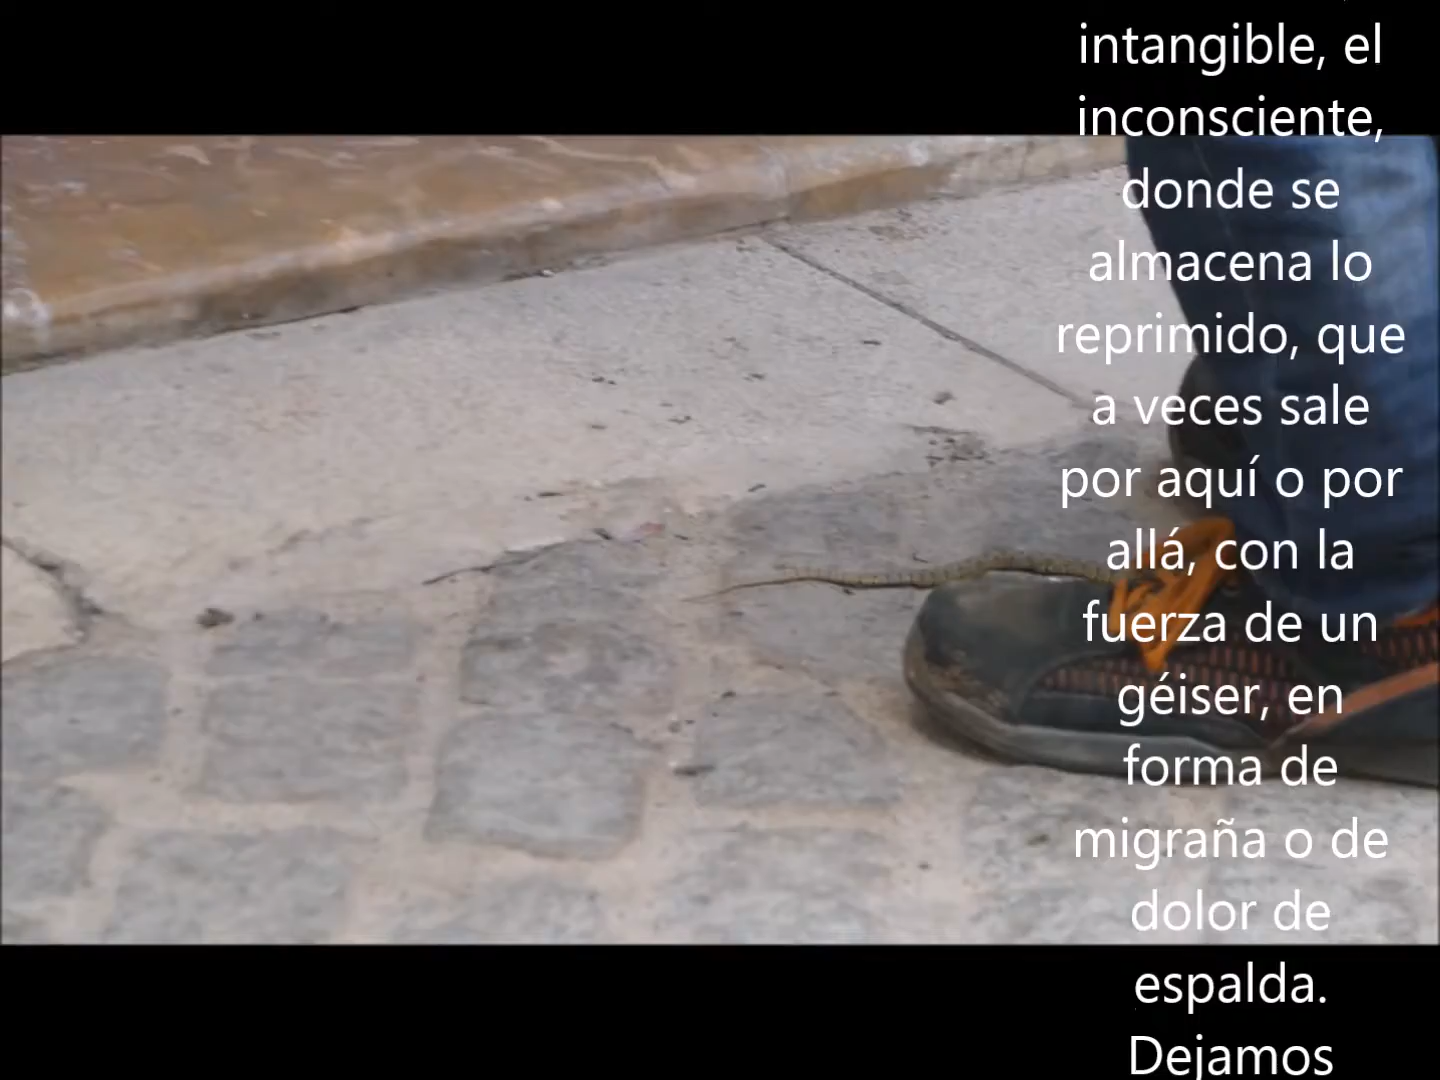 intangible, el
inconsciente,
donde se
almacena lo
reprimido, que
a veces sale
por aquí o por
allá, con la
fuerza de un
géiser, en
forma de
migraña o de
dolor de
espalda.
Dejamos